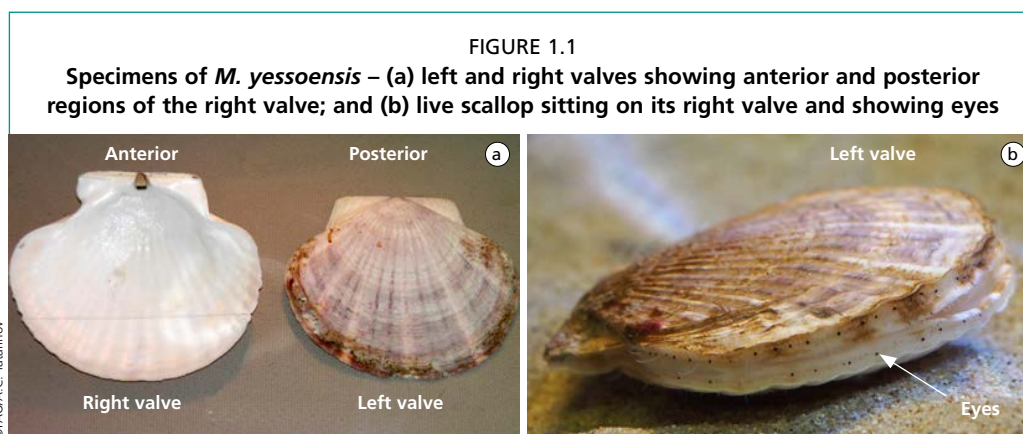 FIGURE 1.1
Specimens of M. yessoensis – (a) left and right valves showing anterior and posterior
regions of the right valve; and (b) live scallop sitting on its right valve and showing eyes
Anterior
Posterior
a
Right valve
Left valve
Left valve
b
Eyes